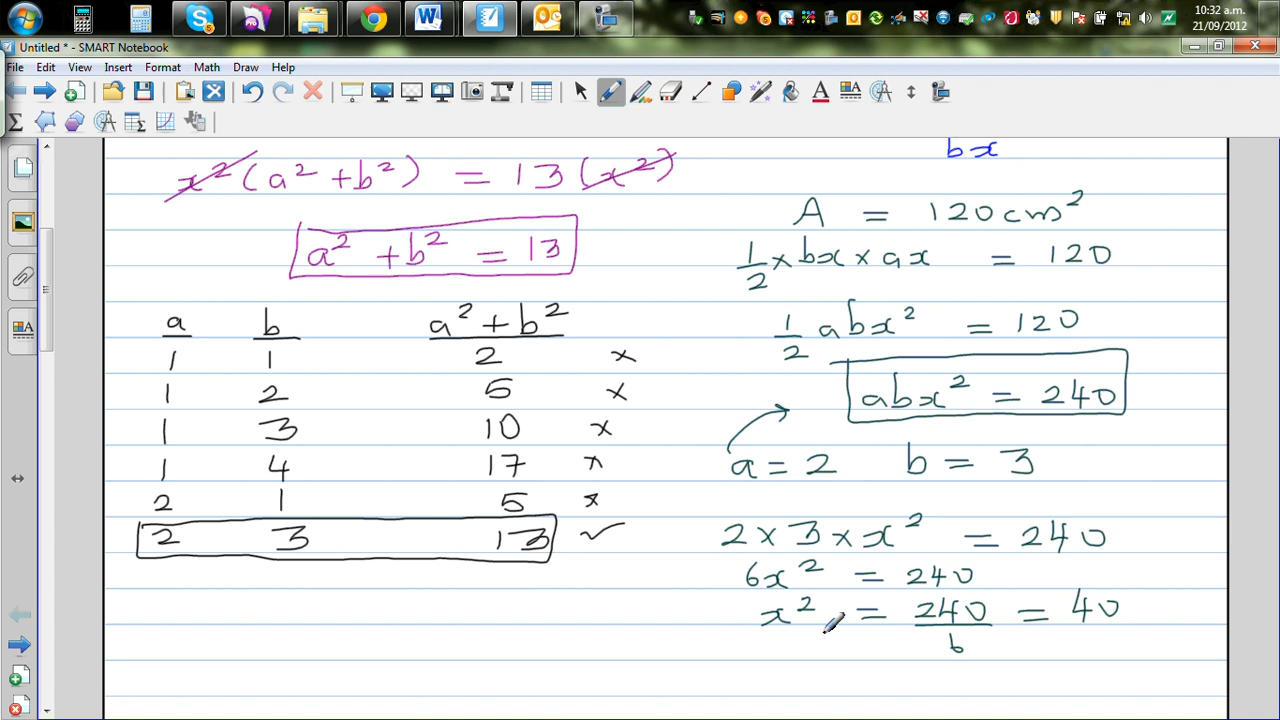 10:32 a.m.
21/09/2012
Untitled * - SMART Notebook
File Edit View Insert Format Math Draw Help
x² (a² + b²) = 13 (x²)
a² + b² = 13
a b a² + b²
1 1 2 ×
1 2 5 ×
1 3 10 ×
1 4 17 ×
2 1 5 ×
2 3 13 ✓
bx
A = 120 cm²
1/2 × bx × ax = 120
1/2 abx² = 120
abx² = 240
a = 2 b = 3
2 × 3 × x² = 240
6x² = 240
x² = 240/6 = 40